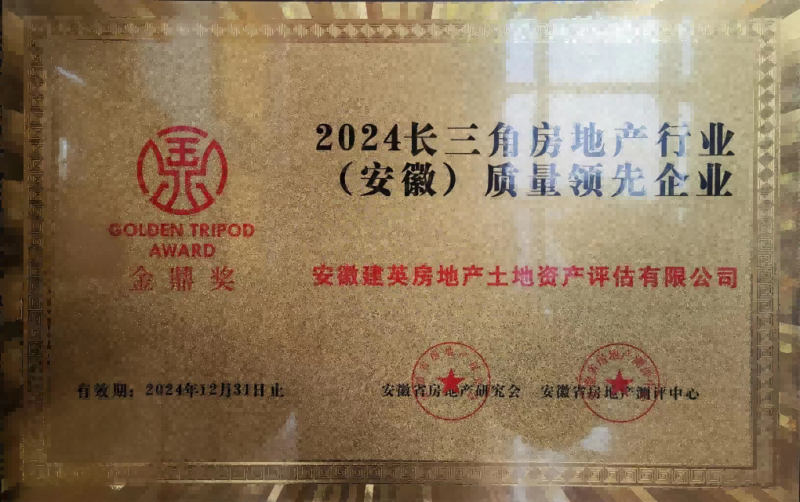 2024长三角房地产行业
（安徽）质量领先企业
GOLDEN TRIPOD
AWARD
金鼎奖
安徽建英房地产土地资产评估有限公司
有效期：2024年12月31日止
安徽省房地产研究会
安徽省房地产测评中心